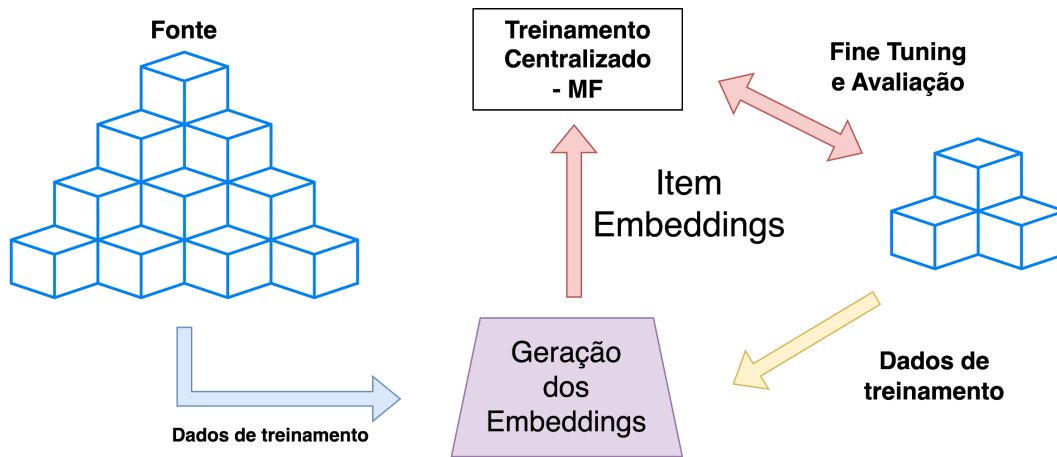 Fonte
Treinamento
Centralizado
- MF
Fine Tuning
e Avaliação
Item
Embeddings
Geração
dos
Embeddings
Dados de
treinamento
Dados de treinamento